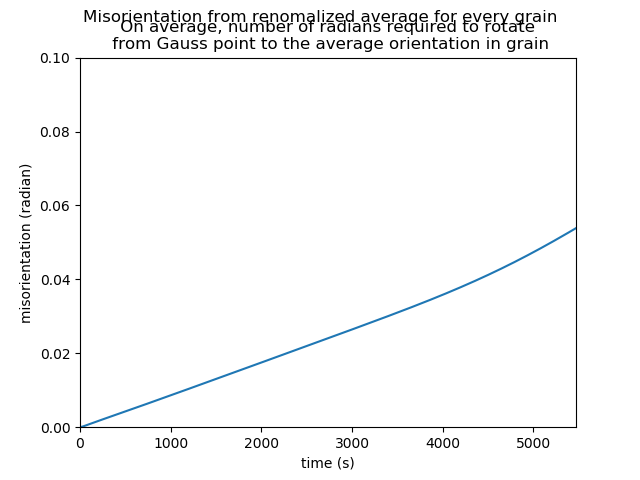 Misorientation from renomalized average for every grain
On average, number of radians required to rotate
from Gauss point to the average orientation in grain
0.10
0.08
0.06
0.04
0.02
0.00
misorientation (radian)
0 1000 2000 3000 4000 5000
time (s)